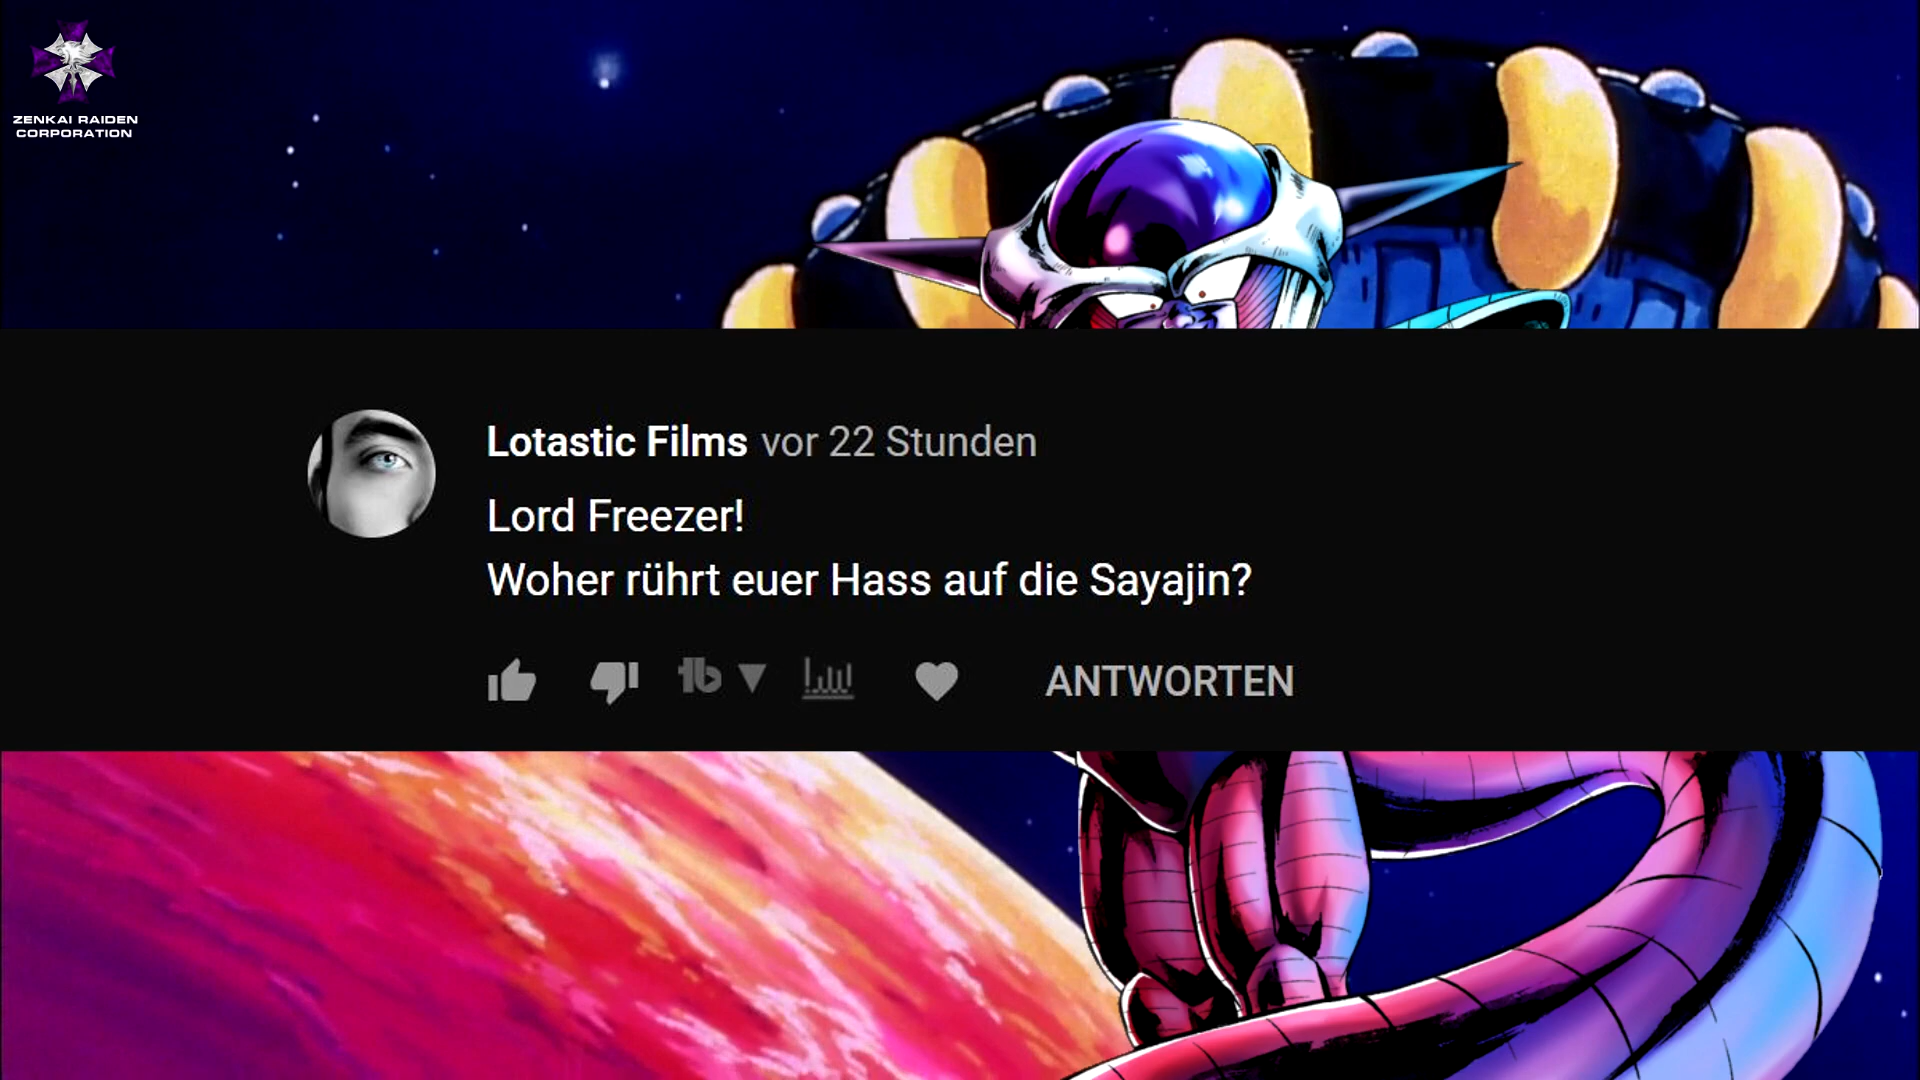 ZENKAI RAIDEN
CORPORATION
Lotastic Films vor 22 Stunden
Lord Freezer!
Woher rührt euer Hass auf die Sayajin?
ANTWORTEN